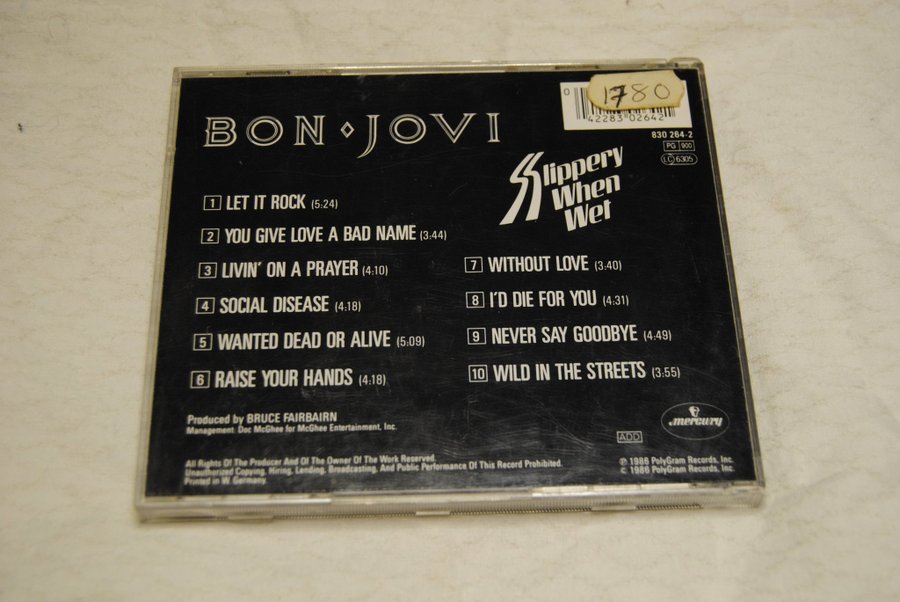 1780
0
42283 02642
830 264-2
PG 900
LC 6305
BON JOVI
Slippery
When
Wet
1 LET IT ROCK (5:24)
2 YOU GIVE LOVE A BAD NAME (3:44)
3 LIVIN' ON A PRAYER (4:10)
4 SOCIAL DISEASE (4:18)
5 WANTED DEAD OR ALIVE (5:09)
6 RAISE YOUR HANDS (4:18)
7 WITHOUT LOVE (3:40)
8 I'D DIE FOR YOU (4:31)
9 NEVER SAY GOODBYE (4:49)
10 WILD IN THE STREETS (3:55)
Produced by BRUCE FAIRBAIRN
Management: Doc McGhee for McGhee Entertainment, Inc.
mercury
ADD
All Rights Of The Producer And Of The Owner Of The Work Reserved.
Unauthorized Copying, Hiring, Lending, Broadcasting, And Public Performance Of This Record Prohibited.
Printed in W. Germany.
℗ 1986 PolyGram Records, Inc.
© 1986 PolyGram Records, Inc.